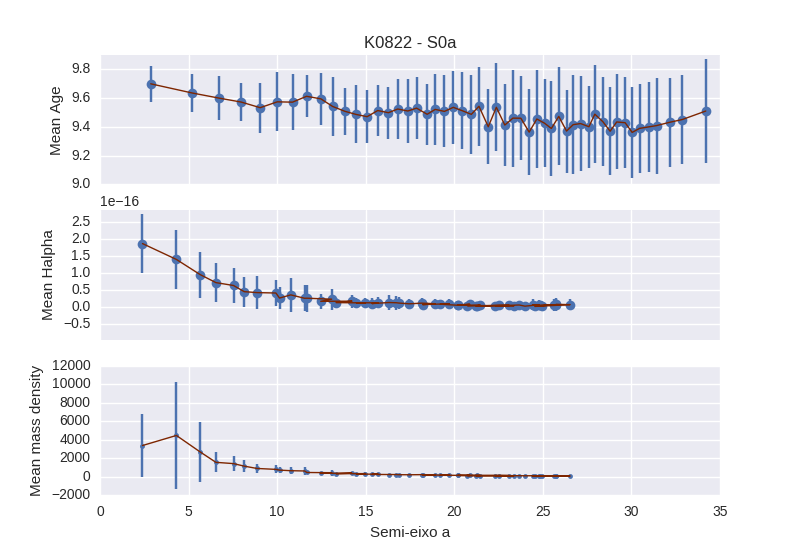 K0822 - S0a
9.8
9.6
9.4
9.2
9.0
Mean Age
1e−16
2.5
2.0
1.5
1.0
0.5
0.0
−0.5
Mean Halpha
12000
10000
8000
6000
4000
2000
0
−2000
Mean mass density
0 5 10 15 20 25 30 35
Semi-eixo a